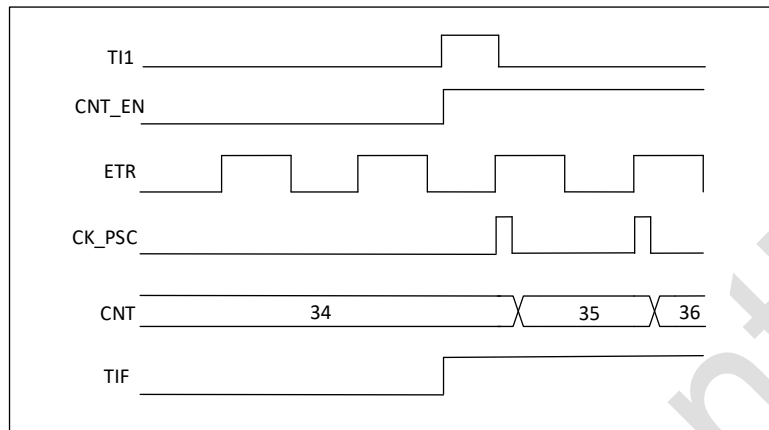 TI1
CNT_EN
ETR
CK_PSC
CNT 34 35 36
TIF